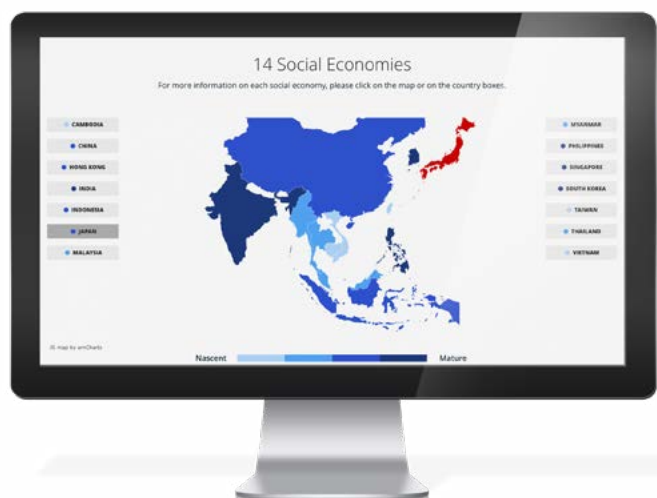 14 Social Economies
For more information on each social economy, please click on the map or on the country boxes.
CAMBODIA
CHINA
HONG KONG
INDIA
INDONESIA
JAPAN
MALAYSIA
MYANMAR
PHILIPPINES
SINGAPORE
SOUTH KOREA
TAIWAN
THAILAND
VIETNAM
JS map by amCharts
Nascent
Mature